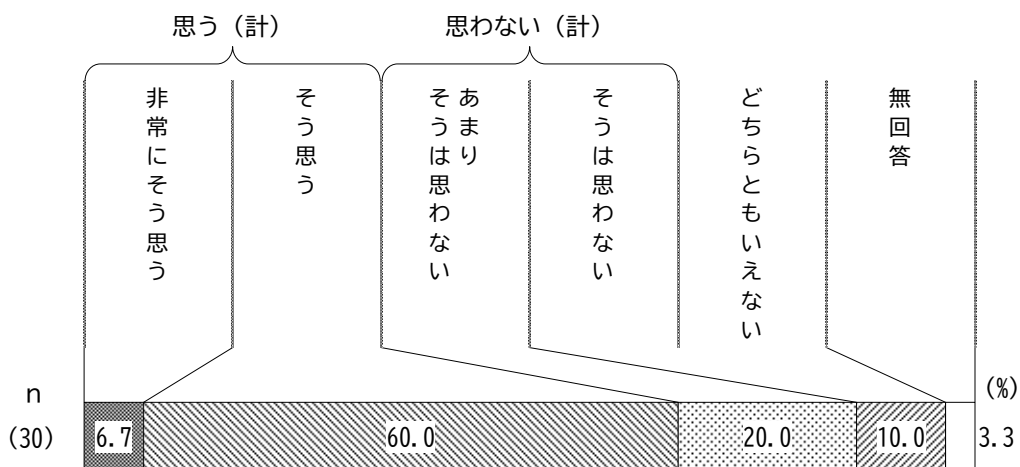 思う（計）
思わない（計）
非常にそう思う
そう思う
あまり
そうは思わない
そうは思わない
どちらともいえない
無回答
n
(%)
(30)
6.7
60.0
20.0
10.0
3.3